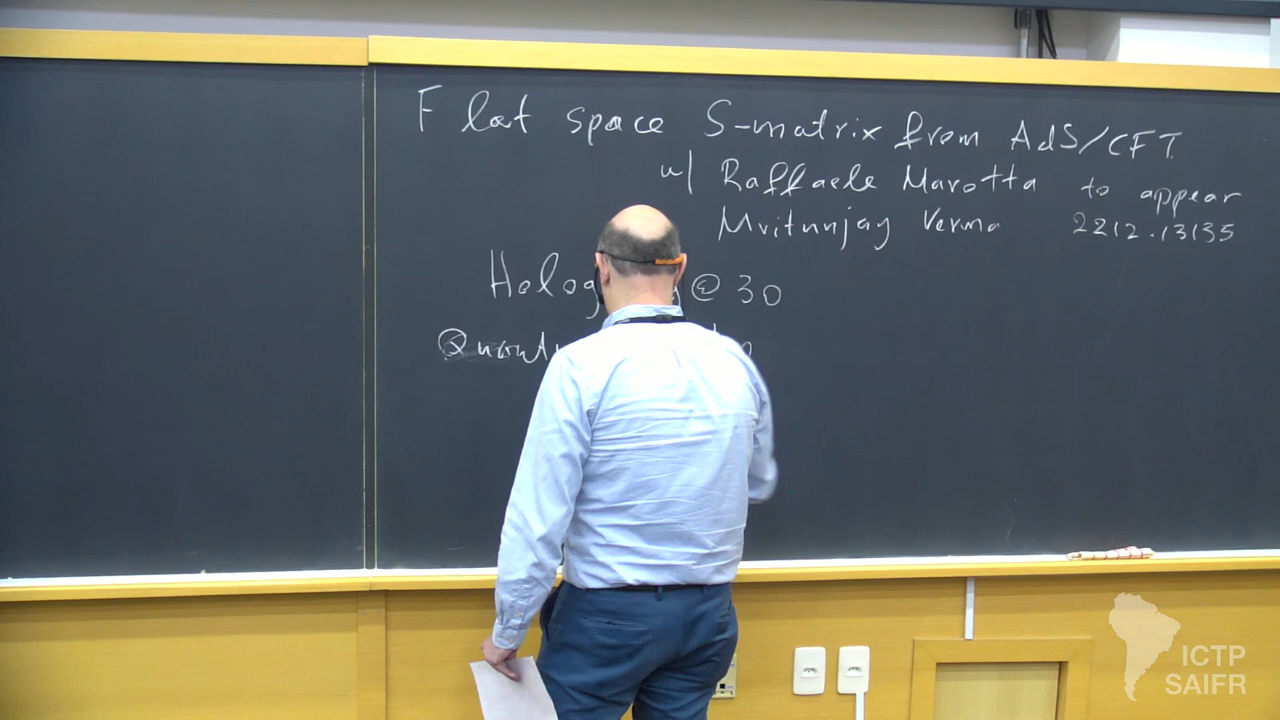 Flat space S-matrix from AdS/CFT.
w/ Raffaele Marotta to appear
Mritunjay Verma 2212.13135
@ 30
ICTP
SAIFR